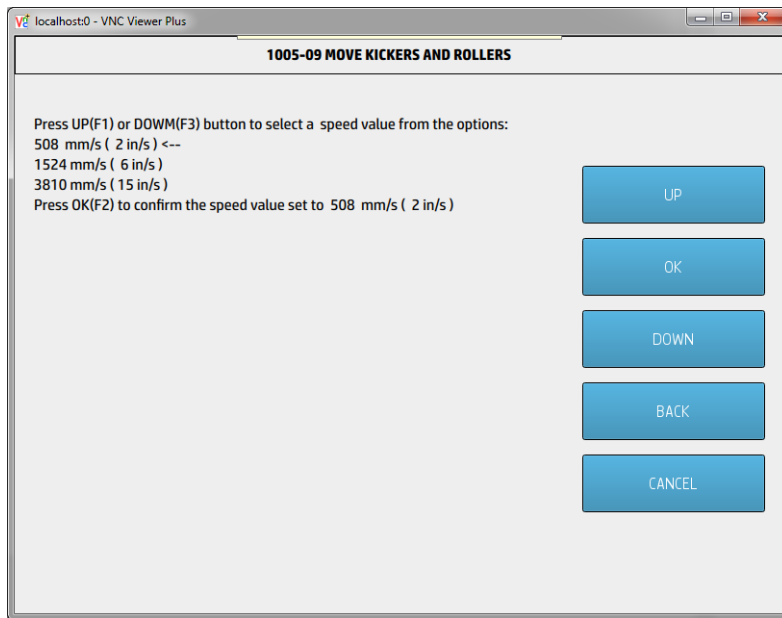 localhost:0 - VNC Viewer Plus
1005-09 MOVE KICKERS AND ROLLERS
Press UP(F1) or DOWM(F3) button to select a speed value from the options:
508 mm/s ( 2 in/s ) <--
1524 mm/s ( 6 in/s )
3810 mm/s ( 15 in/s )
Press OK(F2) to confirm the speed value set to 508 mm/s ( 2 in/s )
UP
OK
DOWN
BACK
CANCEL